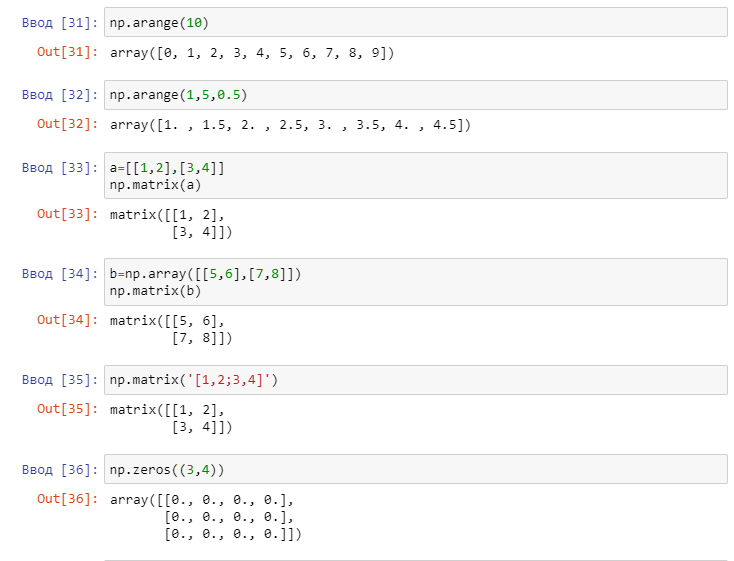 Ввод [31]: np.arange(10)
Out[31]: array([0, 1, 2, 3, 4, 5, 6, 7, 8, 9])
Ввод [32]: np.arange(1,5,0.5)
Out[32]: array([1. , 1.5, 2. , 2.5, 3. , 3.5, 4. , 4.5])
Ввод [33]: a=[[1,2],[3,4]]
np.matrix(a)
Out[33]: matrix([[1, 2],
[3, 4]])
Ввод [34]: b=np.array([[5,6],[7,8]])
np.matrix(b)
Out[34]: matrix([[5, 6],
[7, 8]])
Ввод [35]: np.matrix('[1,2;3,4]')
Out[35]: matrix([[1, 2],
[3, 4]])
Ввод [36]: np.zeros((3,4))
Out[36]: array([[0., 0., 0., 0.],
[0., 0., 0., 0.],
[0., 0., 0., 0.]])